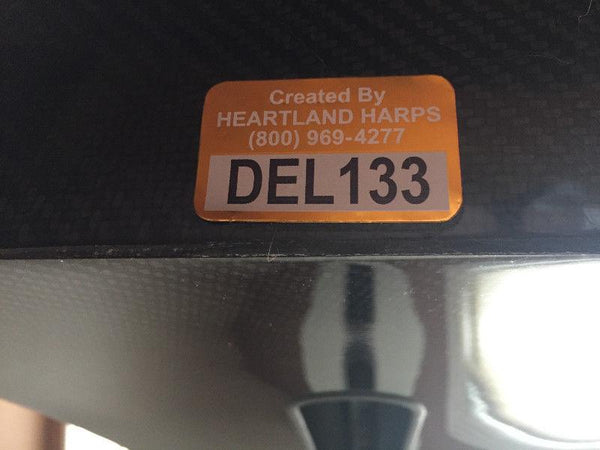 Created By
HEARTLAND HARPS
(800) 969-4277
DEL133